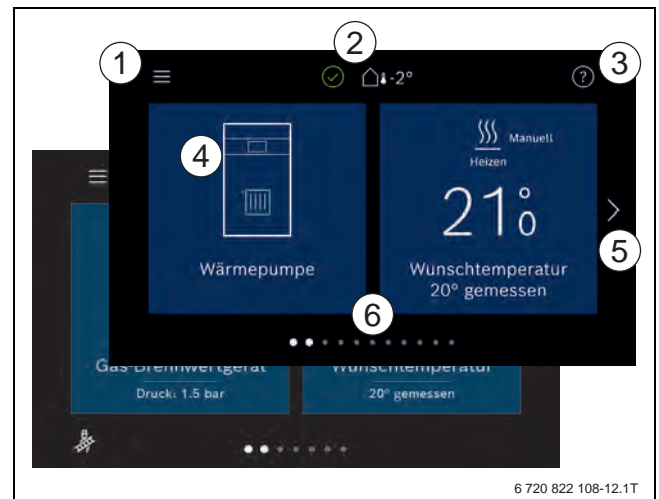 1
2
3
-2°
?
4
Manuell
Heizen
21°0
5
Wärmepumpe
Wunschtemperatur
20° gemessen
6
Gas-Brennwertgerät
Wunschtemperatur
Druck: 1.5 bar
20° gemessen
6 720 822 108-12.1T